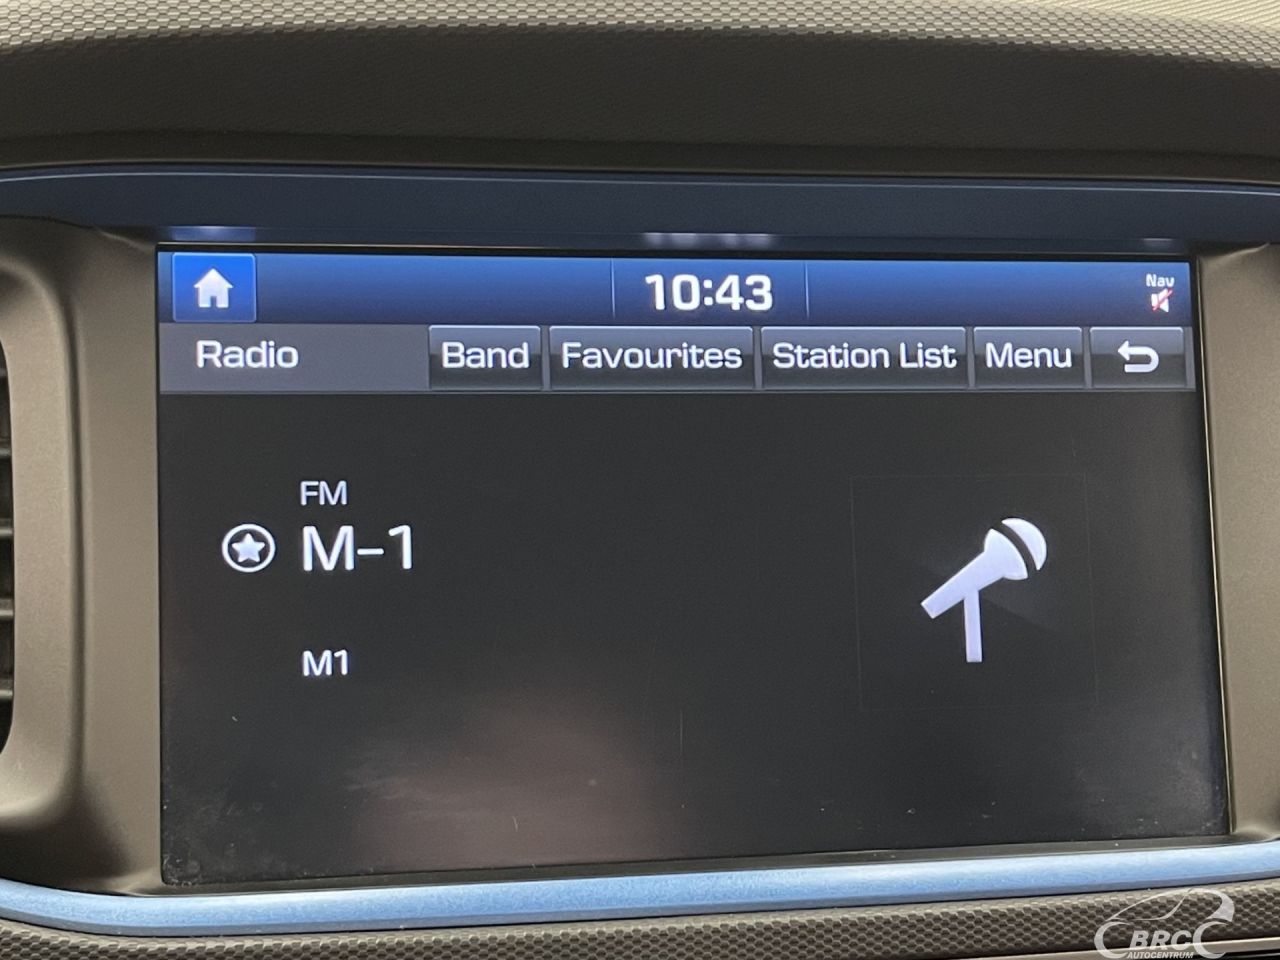 10:43
Nav
Radio
Band
Favourites
Station List
Menu
FM
M-1
M1
BRC
AUTOCENTRUM